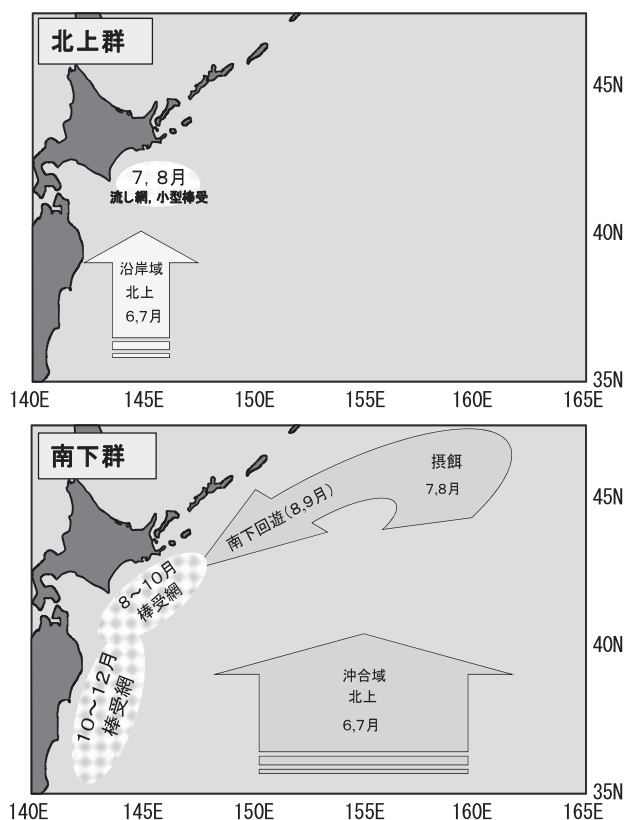 北上群
45N
7, 8月
流し網, 小型棒受
40N
沿岸域
北上
6,7月
35N
140E 145E 150E 155E 160E 165E
南下群
摂餌
7,8月
45N
南下回遊(8,9月)
8～10月
棒受網
40N
10～12月
棒受網
沖合域
北上
6,7月
35N
140E 145E 150E 155E 160E 165E